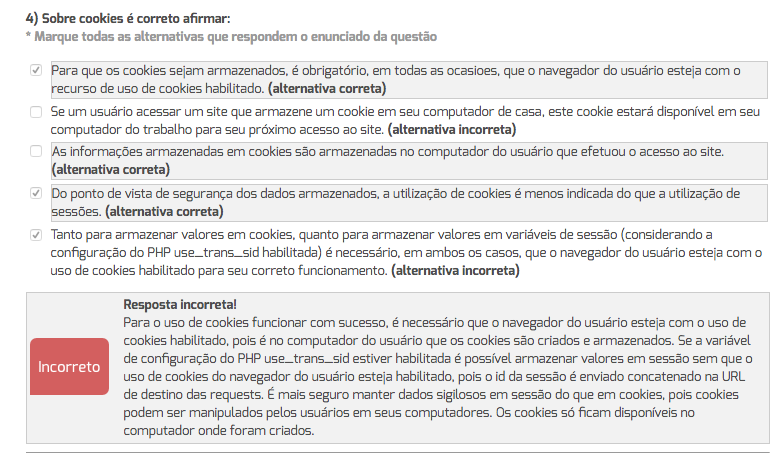 4) Sobre cookies é correto afirmar:
* Marque todas as alternativas que respondem o enunciado da questão
Para que os cookies sejam armazenados, é obrigatório, em todas as ocasioes, que o navegador do usuário esteja com o
recurso de uso de cookies habilitado. (alternativa correta)
Se um usuário acessar um site que armazene um cookie em seu computador de casa, este cookie estará disponível em seu
computador do trabalho para seu próximo acesso ao site. (alternativa incorreta)
As informações armazenadas em cookies são armazenadas no computador do usuário que efetuou o acesso ao site.
(alternativa correta)
Do ponto de vista de segurança dos dados armazenados, a utilização de cookies é menos indicada do que a utilização de
sessões. (alternativa correta)
Tanto para armazenar valores em cookies, quanto para armazenar valores em variáveis de sessão (considerando a
configuração do PHP use_trans_sid habilitada) é necessário, em ambos os casos, que o navegador do usuário esteja com o
uso de cookies habilitado para seu correto funcionamento. (alternativa incorreta)
Incorreto
Resposta incorreta!
Para o uso de cookies funcionar com sucesso, é necessário que o navegador do usuário esteja com o uso de
cookies habilitado, pois é no computador do usuário que os cookies são criados e armazenados. Se a variável
de configuração do PHP use_trans_sid estiver habilitada é possível armazenar valores em sessão sem que o
uso de cookies do navegador do usuário esteja habilitado, pois o id da sessão é enviado concatenado na URL
de destino das requests. É mais seguro manter dados sigilosos em sessão do que em cookies, pois cookies
podem ser manipulados pelos usuários em seus computadores. Os cookies só ficam disponíveis no
computador onde foram criados.